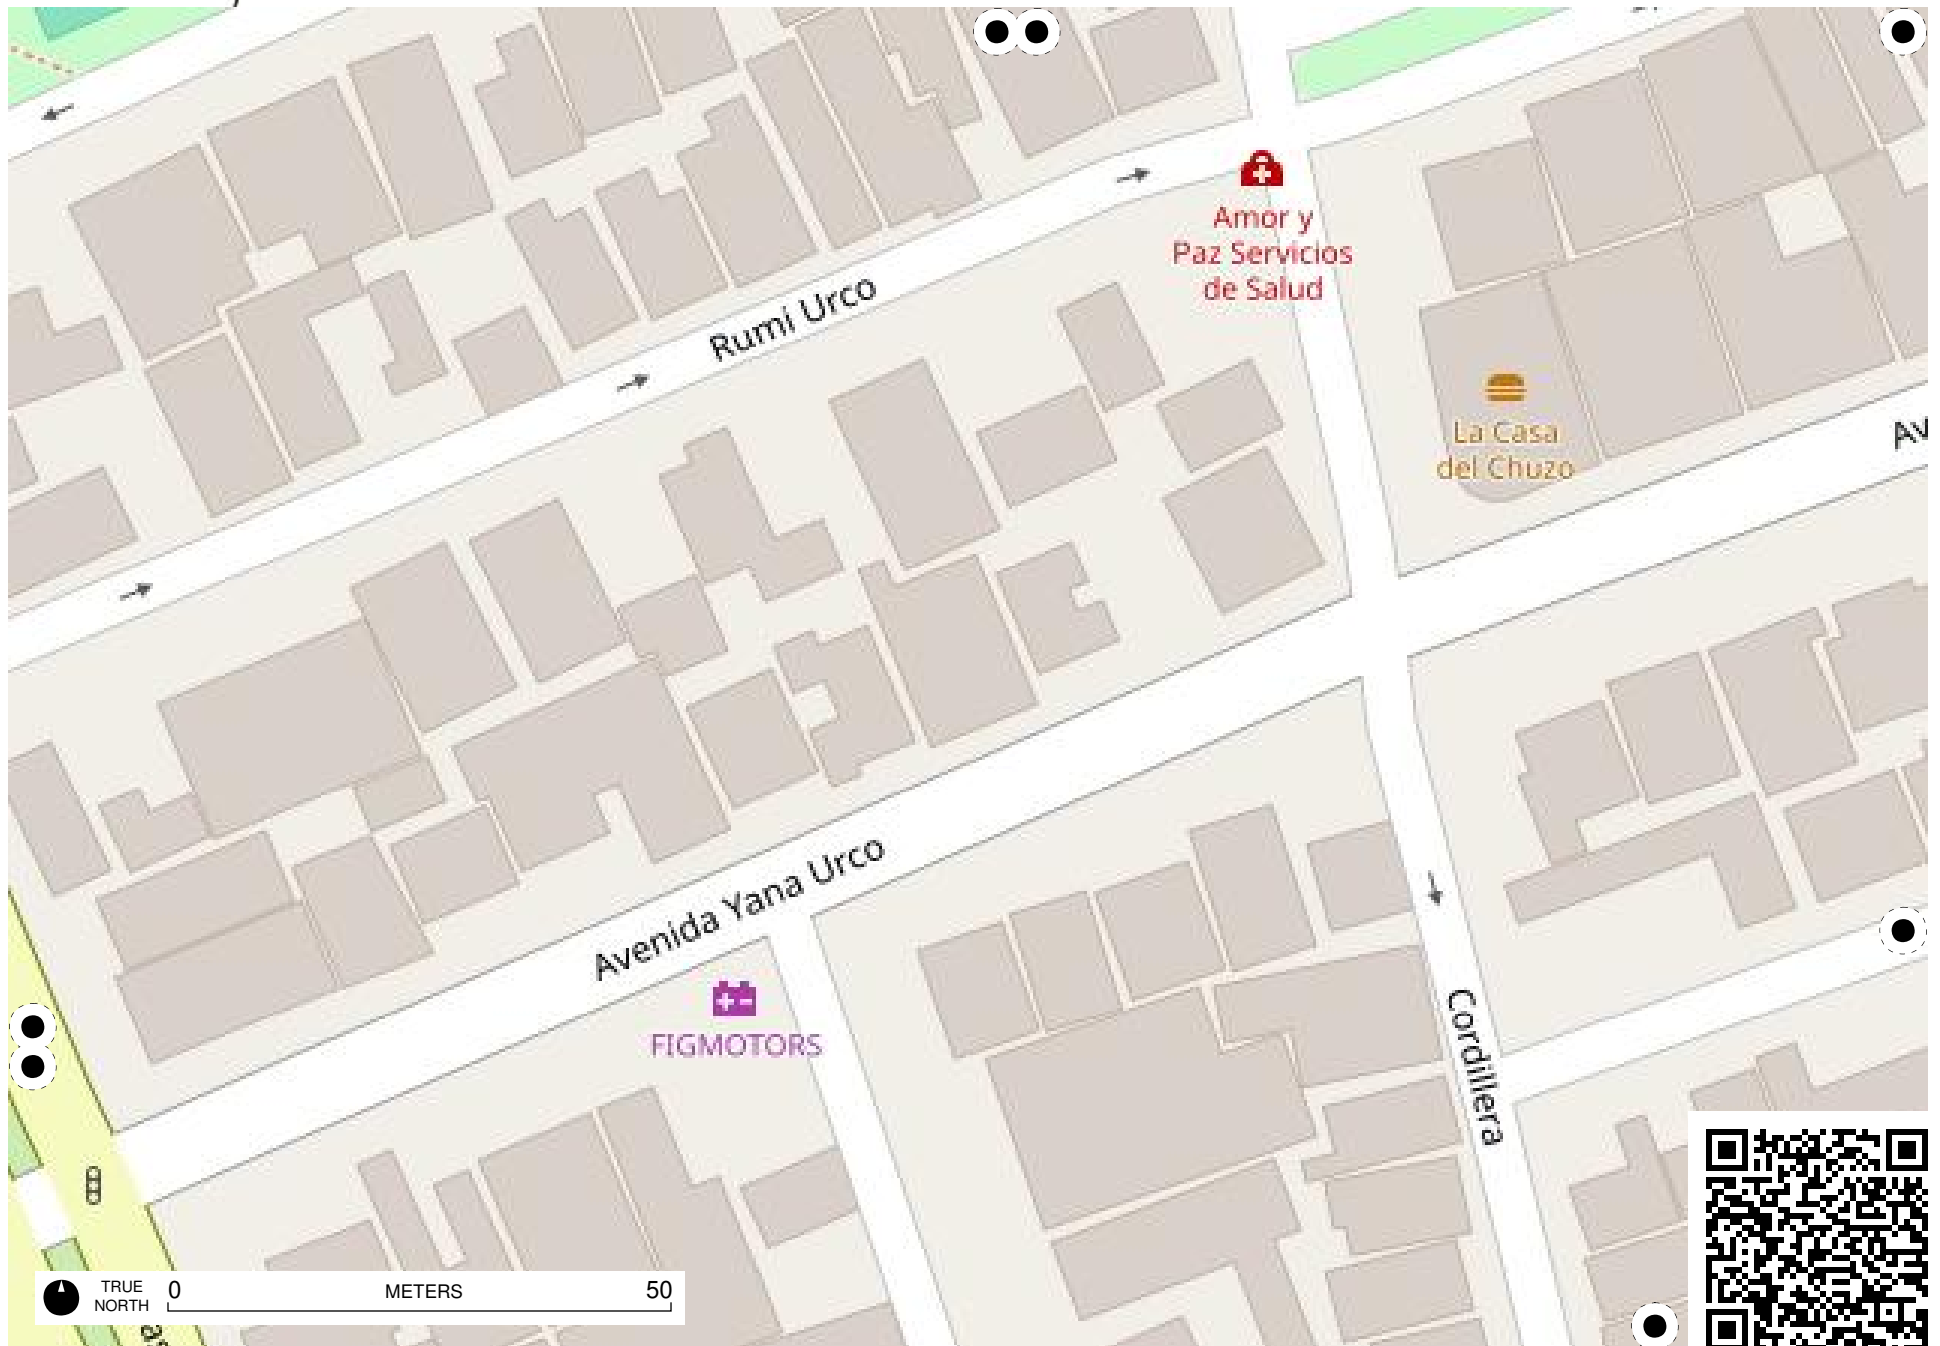 Amor y
Paz Servicios
de Salud
Rumi Urco
La Casa
del Chuzo
Av
Avenida Yana Urco
FIGMOTORS
Cordillera
TRUE
NORTH
0 METERS 50